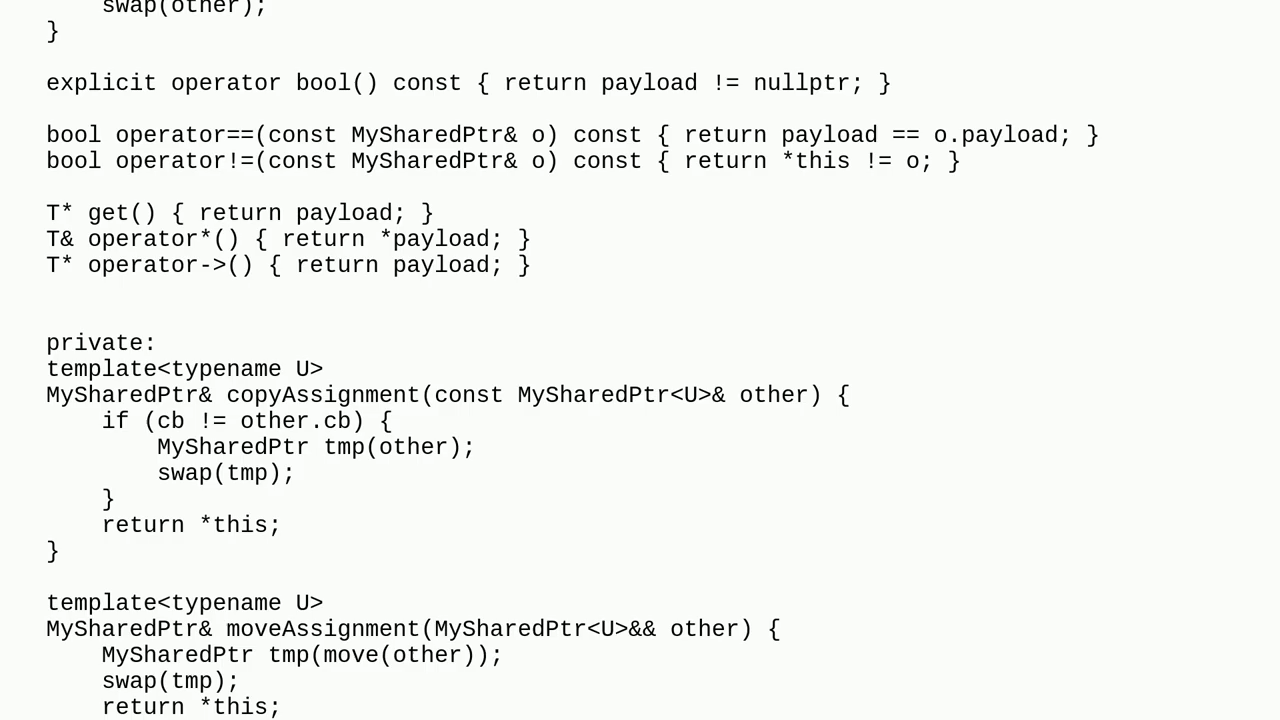 swap(other);
}
explicit operator bool() const { return payload != nullptr; }
bool operator==(const MySharedPtr& o) const { return payload == o.payload; }
bool operator!=(const MySharedPtr& o) const { return *this != o; }
T* get() { return payload; }
T& operator*() { return *payload; }
T* operator->() { return payload; }
private:
template<typename U>
MySharedPtr& copyAssignment(const MySharedPtr<U>& other) {
if (cb != other.cb) {
MySharedPtr tmp(other);
swap(tmp);
}
return *this;
}
template<typename U>
MySharedPtr& moveAssignment(MySharedPtr<U>&& other) {
MySharedPtr tmp(move(other));
swap(tmp);
return *this;